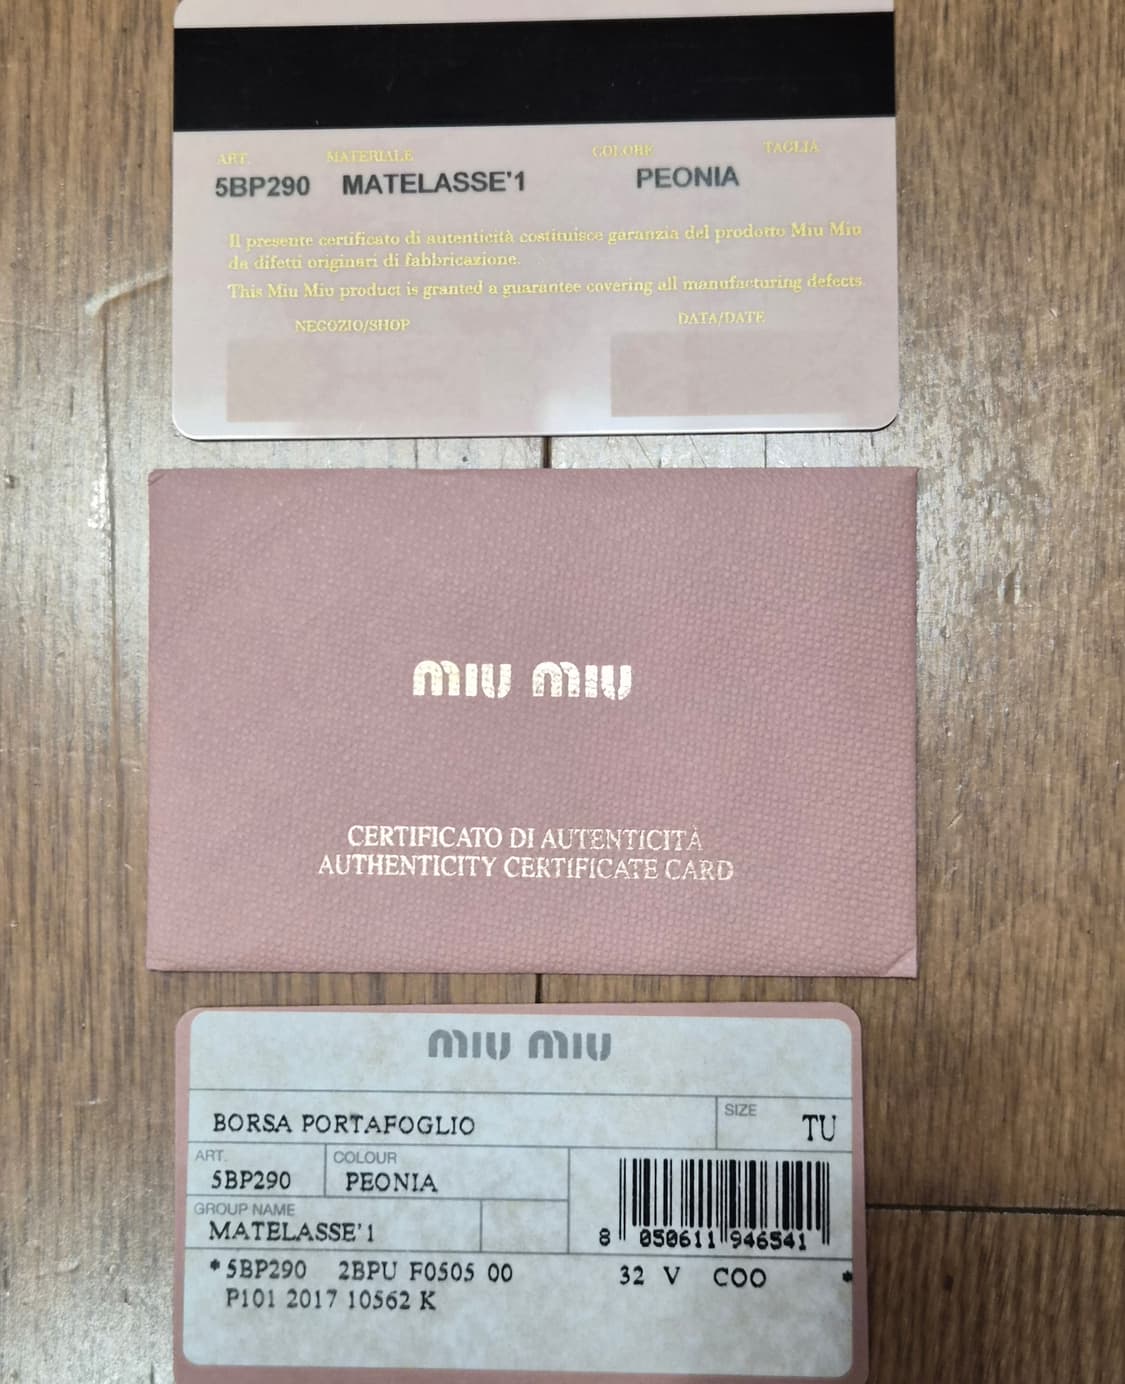 ART. MATERIALE COLORE TAGLIA
5BP290 MATELASSE'1 PEONIA
Il presente certificato di autenticità costituisce garanzia del prodotto Miu Miu
da difetti originari di fabbricazione.
This Miu Miu product is granted a guarantee covering all manufacturing defects.
NEGOZIO/SHOP DATA/DATE
MIU MIU
CERTIFICATO DI AUTENTICITÀ
AUTHENTICITY CERTIFICATE CARD
MIU MIU
BORSA PORTAFOGLIO SIZE TU
ART. COLOUR
5BP290 PEONIA
GROUP NAME
MATELASSE'1
8 050611 946541
*5BP290 2BPU F0505 00 32 V COO *
P101 2017 10562 K